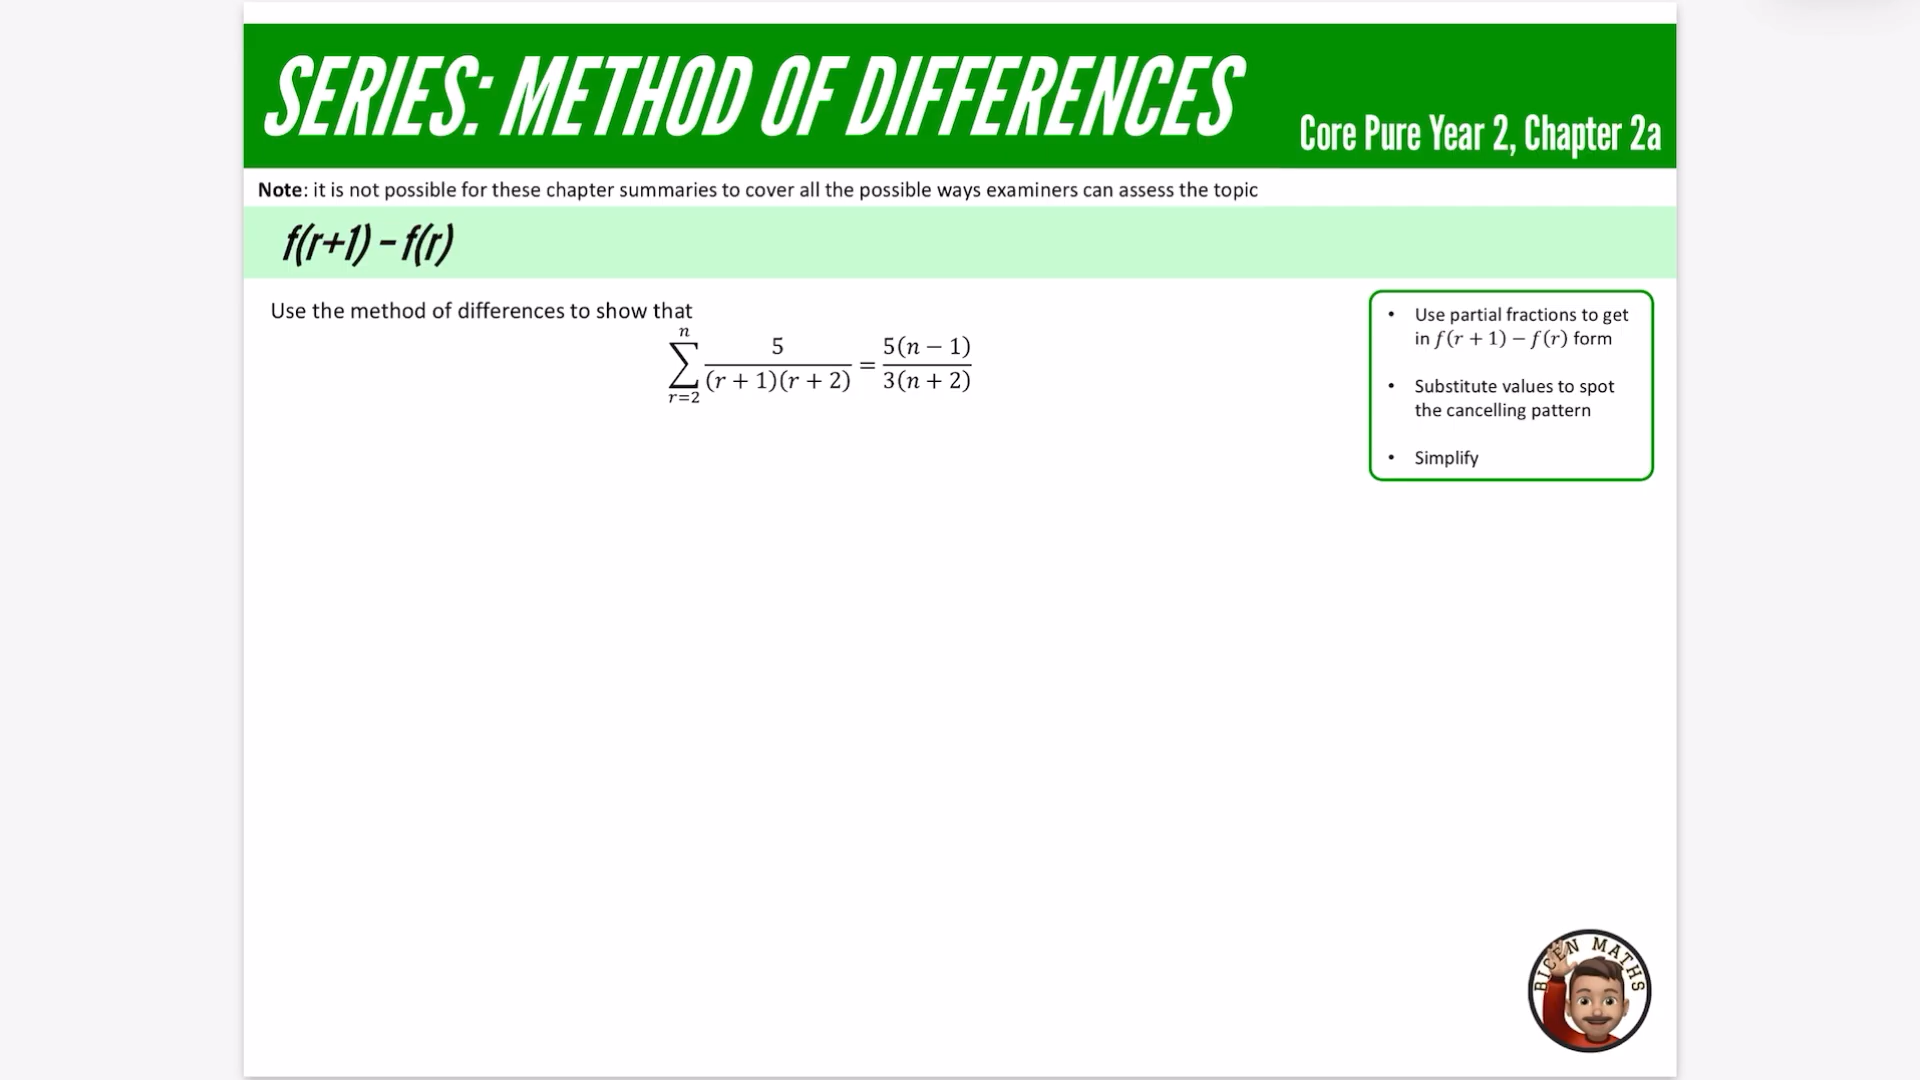 SERIES: METHOD OF DIFFERENCES
Core Pure Year 2, Chapter 2a
Note: it is not possible for these chapter summaries to cover all the possible ways examiners can assess the topic
f(r+1) – f(r)
Use the method of differences to show that
n
∑ 5/((r + 1)(r + 2)) = 5(n − 1)/(3(n + 2))
r=2
• Use partial fractions to get
in f(r + 1) − f(r) form
• Substitute values to spot
the cancelling pattern
• Simplify
BICEN MATHS